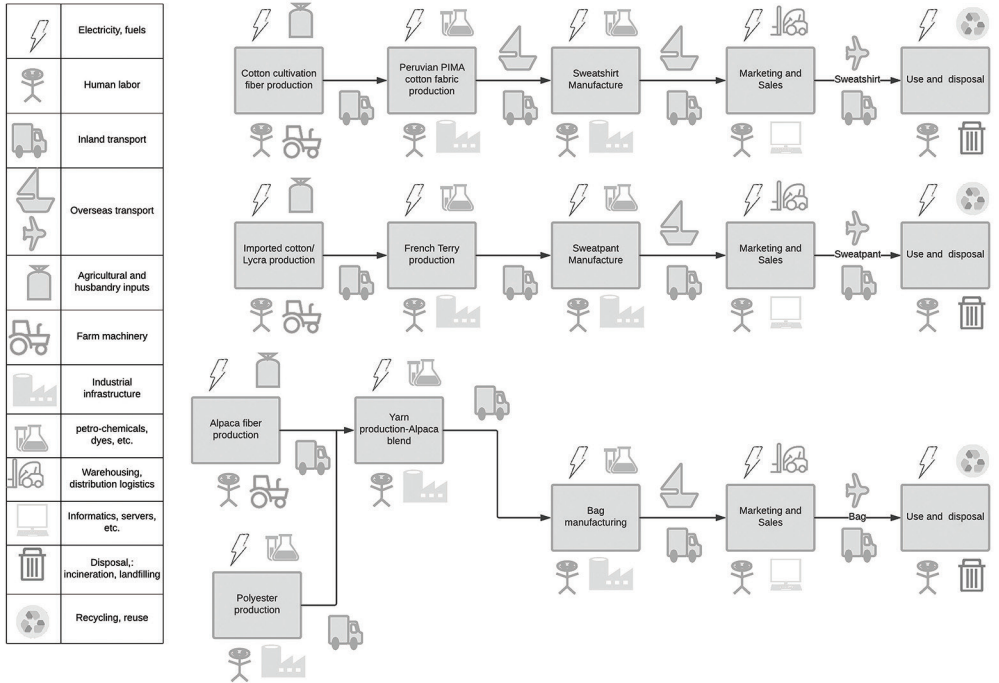 Electricity, fuels
Human labor
Inland transport
Overseas transport
Agricultural and
husbandry inputs
Farm machinery
Industrial
infrastructure
petro-chemicals,
dyes, etc.
Warehousing,
distribution logistics
Informatics, servers,
etc.
Disposal,:
incineration, landfilling
Recycling, reuse
Cotton cultivation
fiber production
Peruvian PIMA
cotton fabric
production
Sweatshirt
Manufacture
Marketing and
Sales
Sweatshirt
Use and disposal
Imported cotton/
Lycra production
French Terry
production
Sweatpant
Manufacture
Marketing and
Sales
Sweatpant
Use and disposal
Alpaca fiber
production
Yarn
production-Alpaca
blend
Polyester
production
Bag
manufacturing
Marketing and
Sales
Bag
Use and disposal